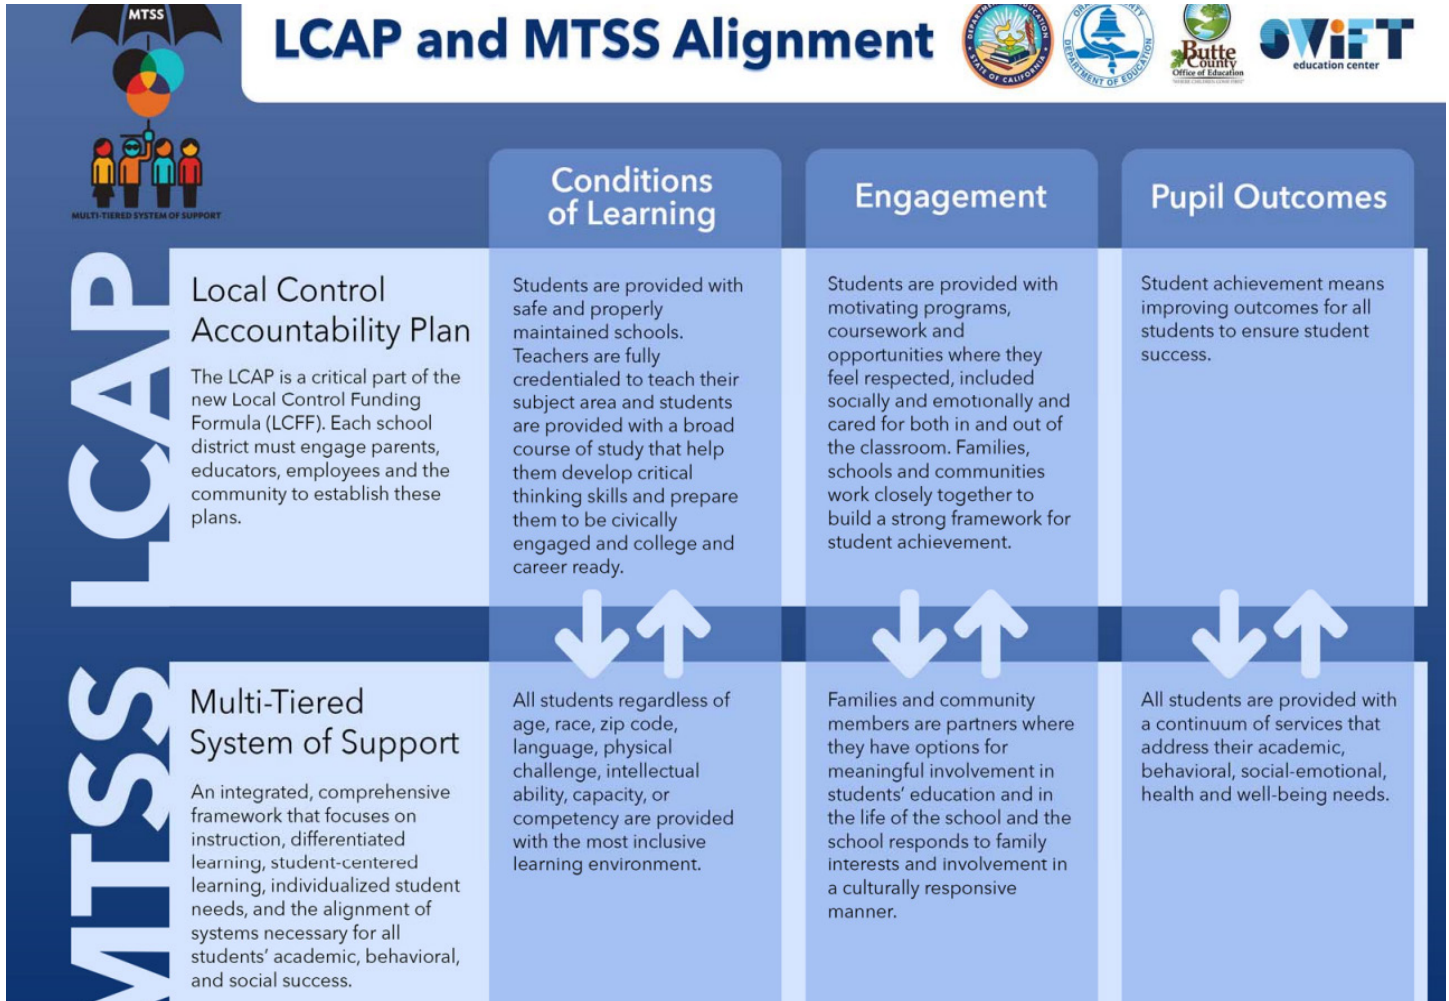 MTSS
MULTI-TIERED SYSTEM OF SUPPORT
LCAP and MTSS Alignment
DEPARTMENT OF EDUCATION
STATE OF CALIFORNIA
DEPARTMENT OF EDUCATION
Butte
County
Office of Education
SWiFT
education center
Conditions
of Learning
Engagement
Pupil Outcomes
LCAP
Local Control
Accountability Plan
The LCAP is a critical part of the
new Local Control Funding
Formula (LCFF). Each school
district must engage parents,
educators, employees and the
community to establish these
plans.
Students are provided with
safe and properly
maintained schools.
Teachers are fully
credentialed to teach their
subject area and students
are provided with a broad
course of study that help
them develop critical
thinking skills and prepare
them to be civically
engaged and college and
career ready.
Students are provided with
motivating programs,
coursework and
opportunities where they
feel respected, included
socially and emotionally and
cared for both in and out of
the classroom. Families,
schools and communities
work closely together to
build a strong framework for
student achievement.
Student achievement means
improving outcomes for all
students to ensure student
success.
MTSS
Multi-Tiered
System of Support
An integrated, comprehensive
framework that focuses on
instruction, differentiated
learning, student-centered
learning, individualized student
needs, and the alignment of
systems necessary for all
students’ academic, behavioral,
and social success.
All students regardless of
age, race, zip code,
language, physical
challenge, intellectual
ability, capacity, or
competency are provided
with the most inclusive
learning environment.
Families and community
members are partners where
they have options for
meaningful involvement in
students’ education and in
the life of the school and the
school responds to family
interests and involvement in
a culturally responsive
manner.
All students are provided with
a continuum of services that
address their academic,
behavioral, social-emotional,
health and well-being needs.